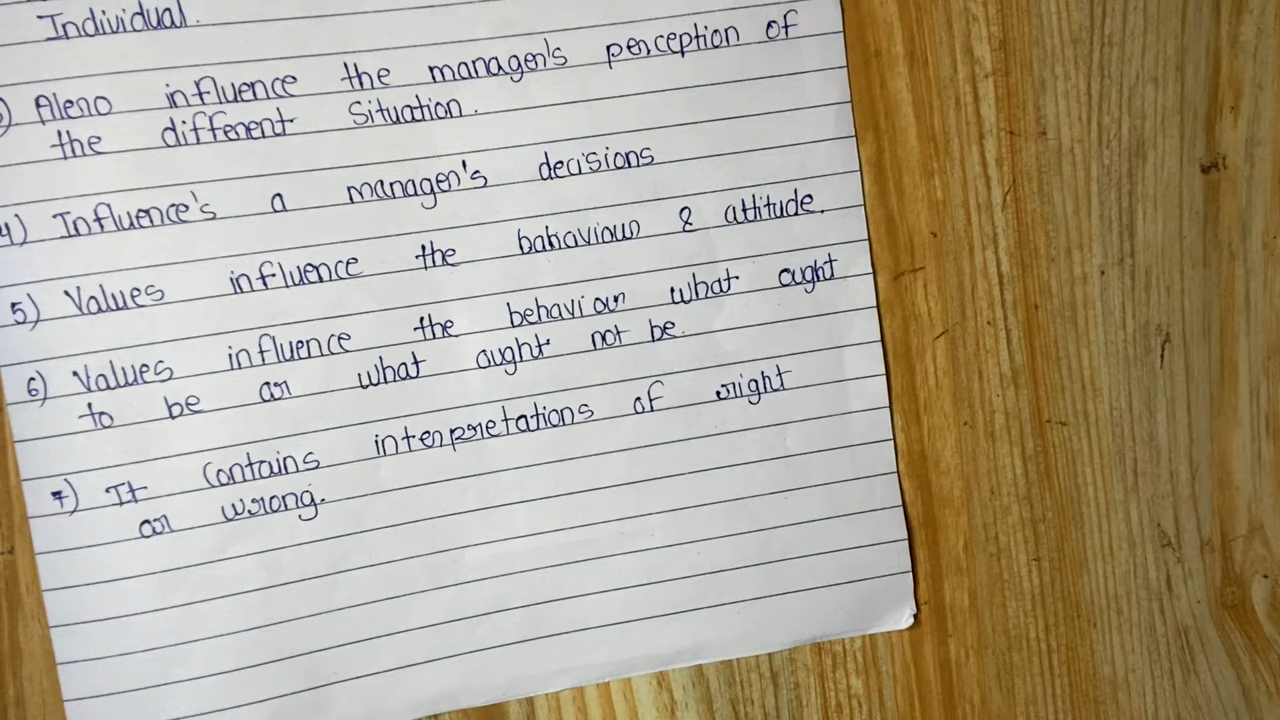 Individual.
) Aleno influence the manager's perception of
the different Situation.
4) Influence's a manager's decisions
5) Values influence the bahaviour & attitude.
6) Values influence the behaviour what ought
to be or what ought not be.
7) It Contains interpretations of right
or wrong.